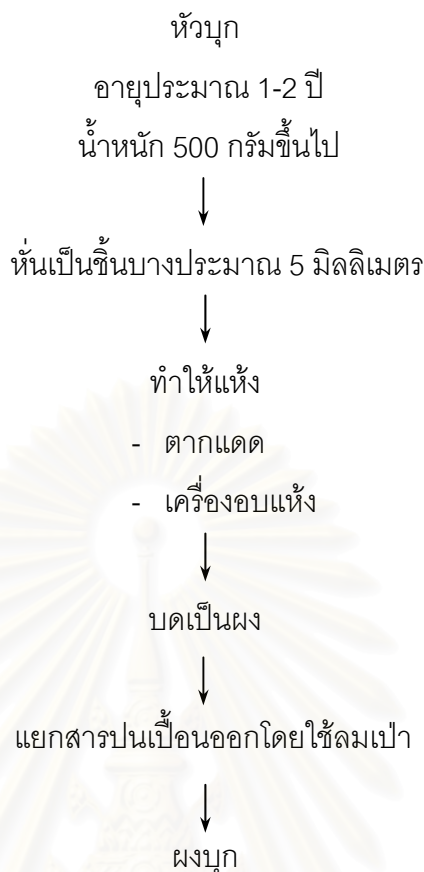 หัวบุก
อายุประมาณ 1-2 ปี
น้ำหนัก 500 กรัมขึ้นไป
หั่นเป็นชิ้นบางประมาณ 5 มิลลิเมตร
ทำให้แห้ง
- ตากแดด
- เครื่องอบแห้ง
บดเป็นผง
แยกสารปนเปื้อนออกโดยใช้ลมเป่า
ผงบุก